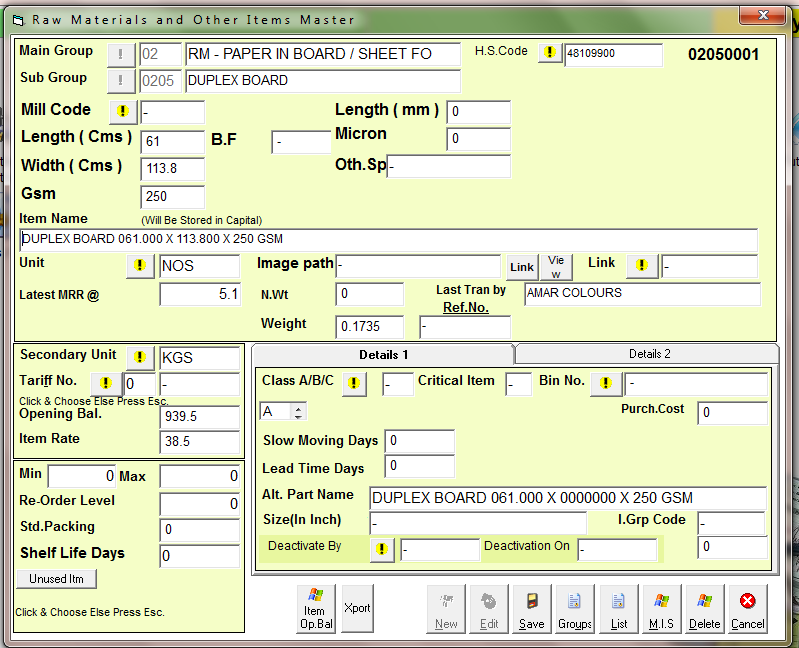 Raw Materials and Other Items Master
Main Group ! 02 RM - PAPER IN BOARD / SHEET FO H.S.Code ! 48109900 02050001
Sub Group ! 0205 DUPLEX BOARD
Mill Code ! - Length ( mm ) 0
Length ( Cms ) 61 B.F - Micron 0
Width ( Cms ) 113.8 Oth.Sp -
Gsm 250
Item Name (Will Be Stored in Capital)
DUPLEX BOARD 061.000 X 113.800 X 250 GSM
Unit ! NOS Image path - Link View Link ! -
Latest MRR @ 5.1 N.Wt 0 Last Tran by AMAR COLOURS
Ref.No.
Weight 0.1735 -
Secondary Unit ! KGS Details 1 Details 2
Tariff No. ! 0 - Class A/B/C ! - Critical Item - Bin No. ! -
Click & Choose Else Press Esc.
Opening Bal. 939.5 A Purch.Cost 0
Item Rate 38.5 Slow Moving Days 0
Min 0 Max 0 Lead Time Days 0
Re-Order Level 0 Alt. Part Name DUPLEX BOARD 061.000 X 0000000 X 250 GSM
Std.Packing 0 Size(In Inch) - I.Grp Code -
Shelf Life Days 0 Deactivate By ! - Deactivation On - 0
Unused Itm
Click & Choose Else Press Esc.
Item Op.Bal Xport New Edit Save Groups List M.I.S Delete Cancel